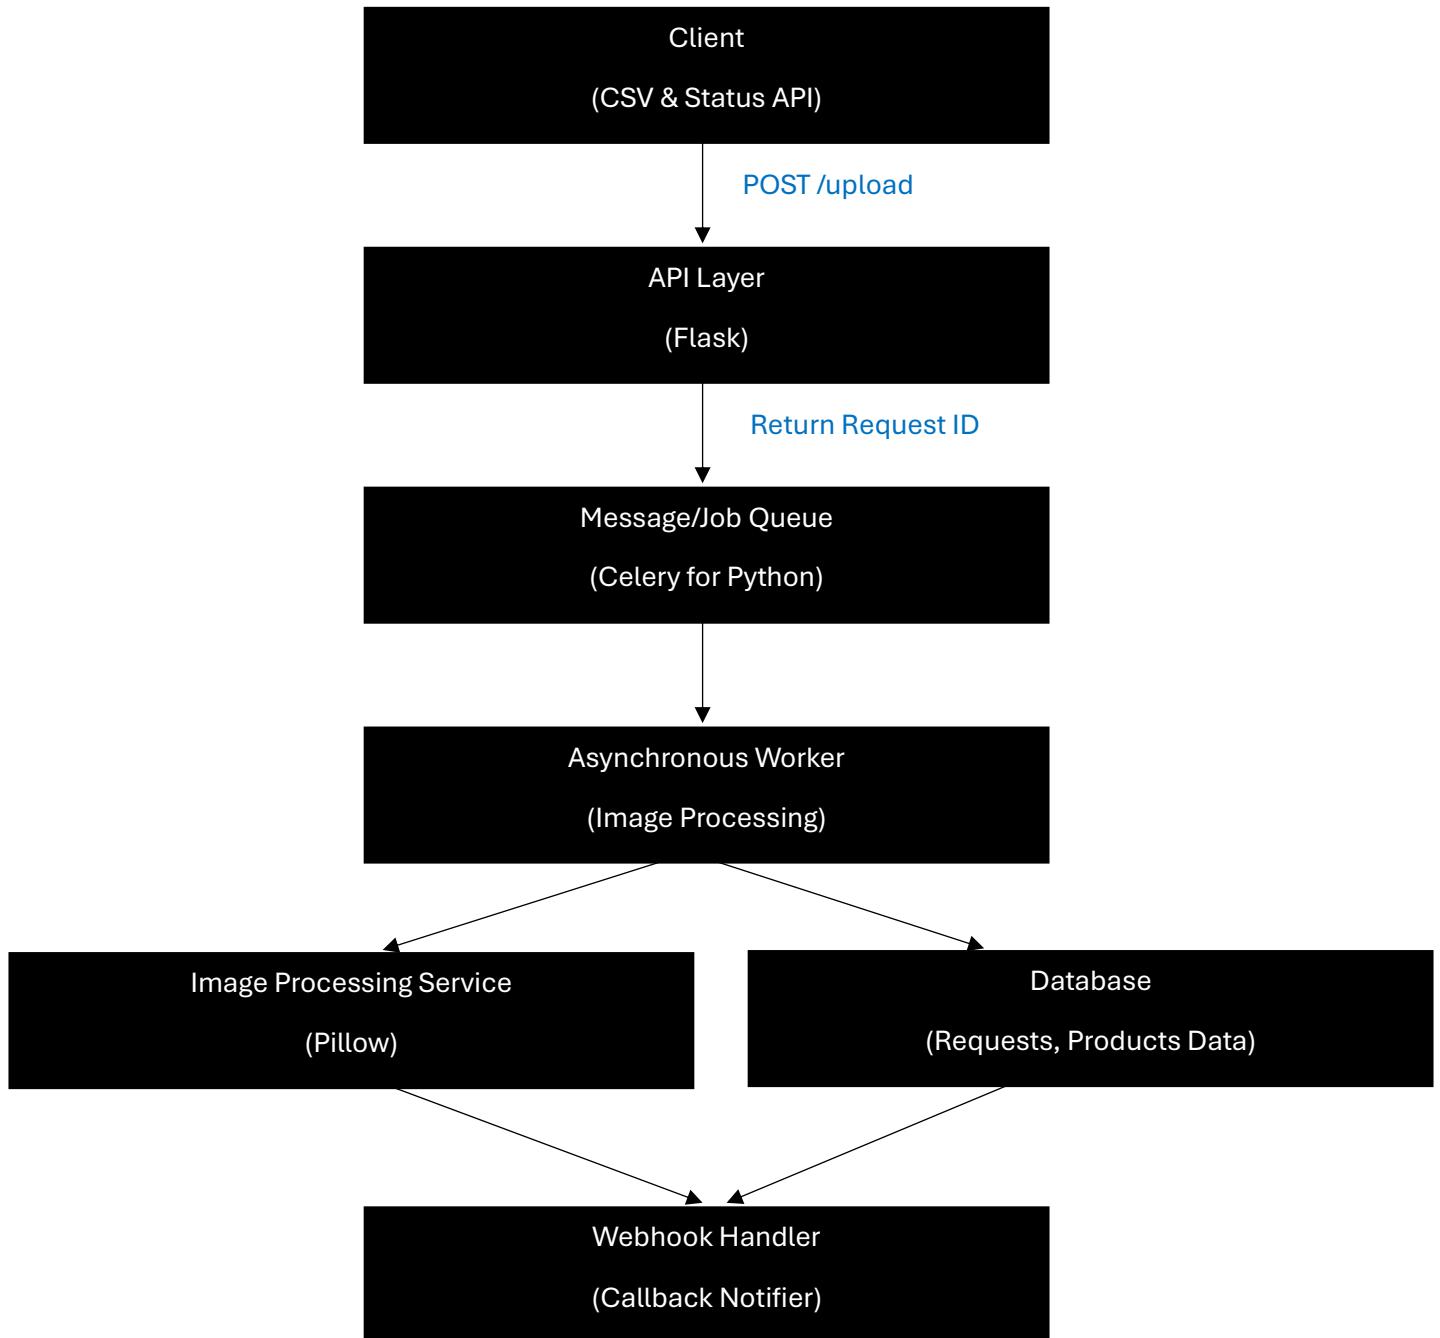 Client
(CSV & Status API)
POST /upload
API Layer
(Flask)
Return Request ID
Message/Job Queue
(Celery for Python)
Asynchronous Worker
(Image Processing)
Image Processing Service
(Pillow)
Database
(Requests, Products Data)
Webhook Handler
(Callback Notifier)